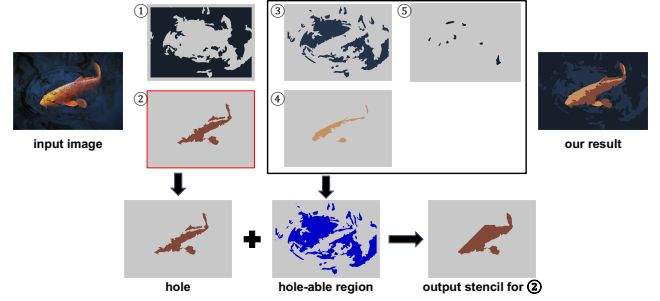 ① ③ ⑤
② ④
input image our result
hole hole-able region output stencil for ②